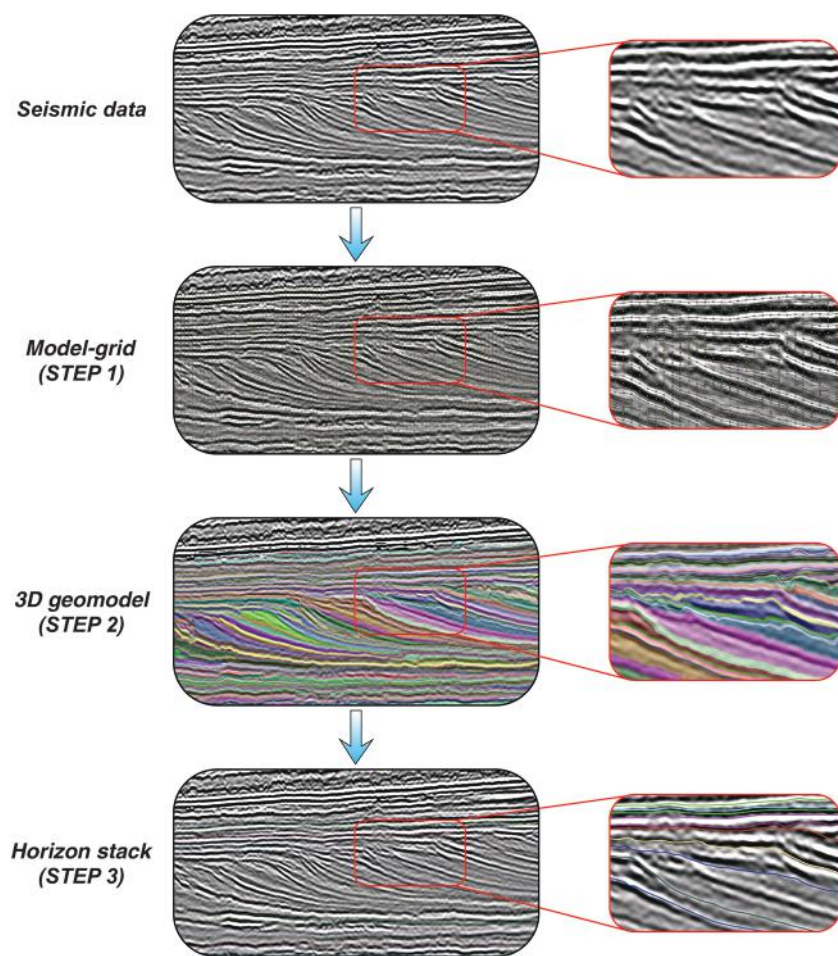 Seismic data
Model-grid
(STEP 1)
3D geomodel
(STEP 2)
Horizon stack
(STEP 3)